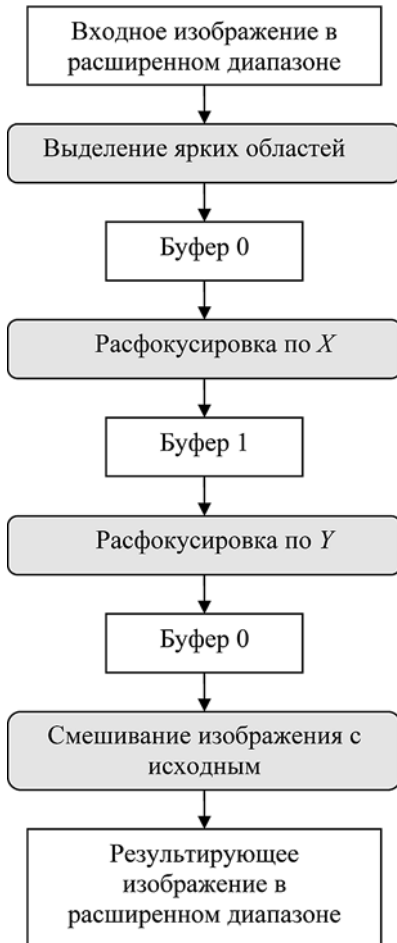 Входное изображение в
расширенном диапазоне
Выделение ярких областей
Буфер 0
Расфокусировка по X
Буфер 1
Расфокусировка по Y
Буфер 0
Смешивание изображения с
исходным
Результирующее
изображение в
расширенном диапазоне